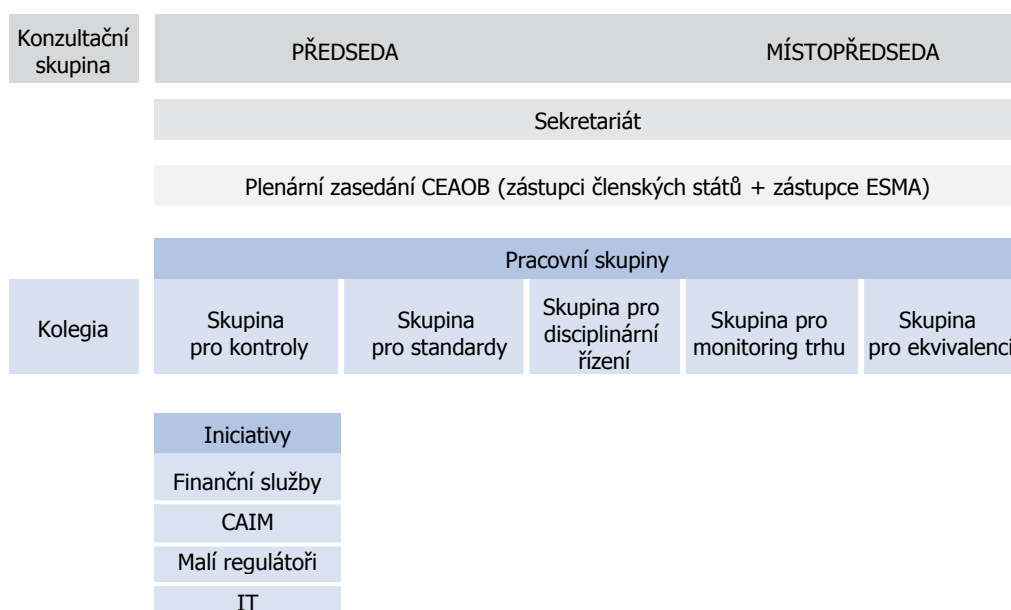 Konzultační
skupina
PŘEDSEDA
MÍSTOPŘEDSEDA
Sekretariát
Plenární zasedání CEAOB (zástupci členských států + zástupce ESMA)
Pracovní skupiny
Kolegia
Skupina
pro kontroly
Skupina
pro standardy
Skupina pro
disciplinární
řízení
Skupina pro
monitoring trhu
Skupina
pro ekvivalenci
Iniciativy
Finanční služby
CAIM
Malí regulátoři
IT